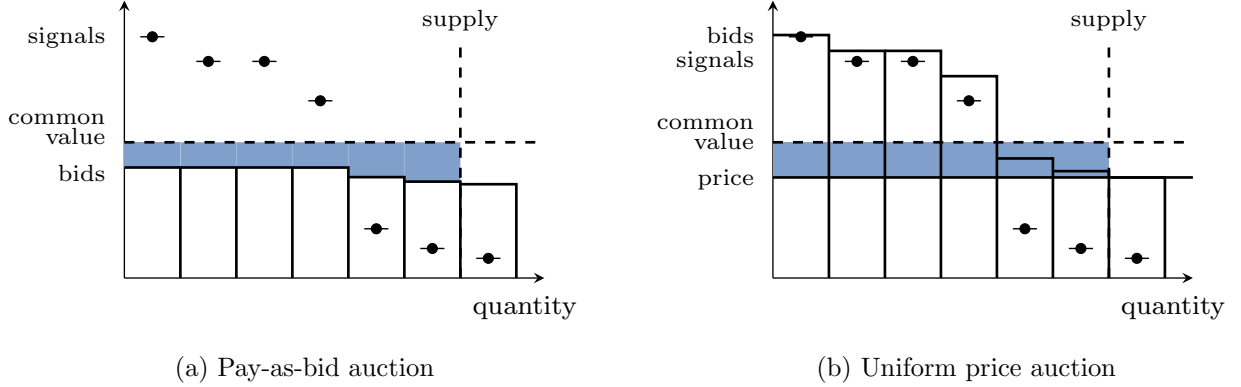 supply
signals
common
value
bids
quantity
(a) Pay-as-bid auction
supply
bids
signals
common
value
price
quantity
(b) Uniform price auction